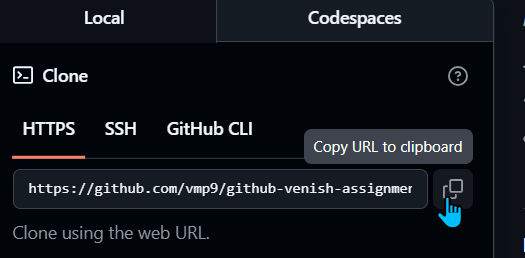 Local
Codespaces
Clone
HTTPS
SSH
GitHub CLI
Copy URL to clipboard
https://github.com/vmp9/github-venish-assignmen
Clone using the web URL.